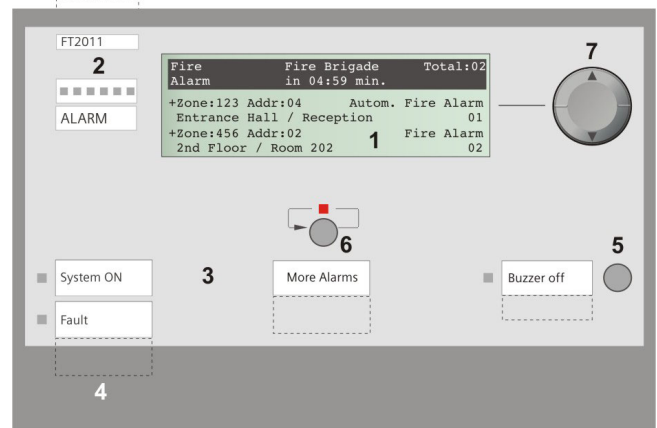 FT2011
2
ALARM
Fire Fire Brigade Total:02
Alarm in 04:59 min.
+Zone:123 Addr:04 Autom. Fire Alarm
Entrance Hall / Reception 01
+Zone:456 Addr:02 Fire Alarm
2nd Floor / Room 202 02
1
7
6
5
System ON
3
More Alarms
Buzzer off
Fault
4